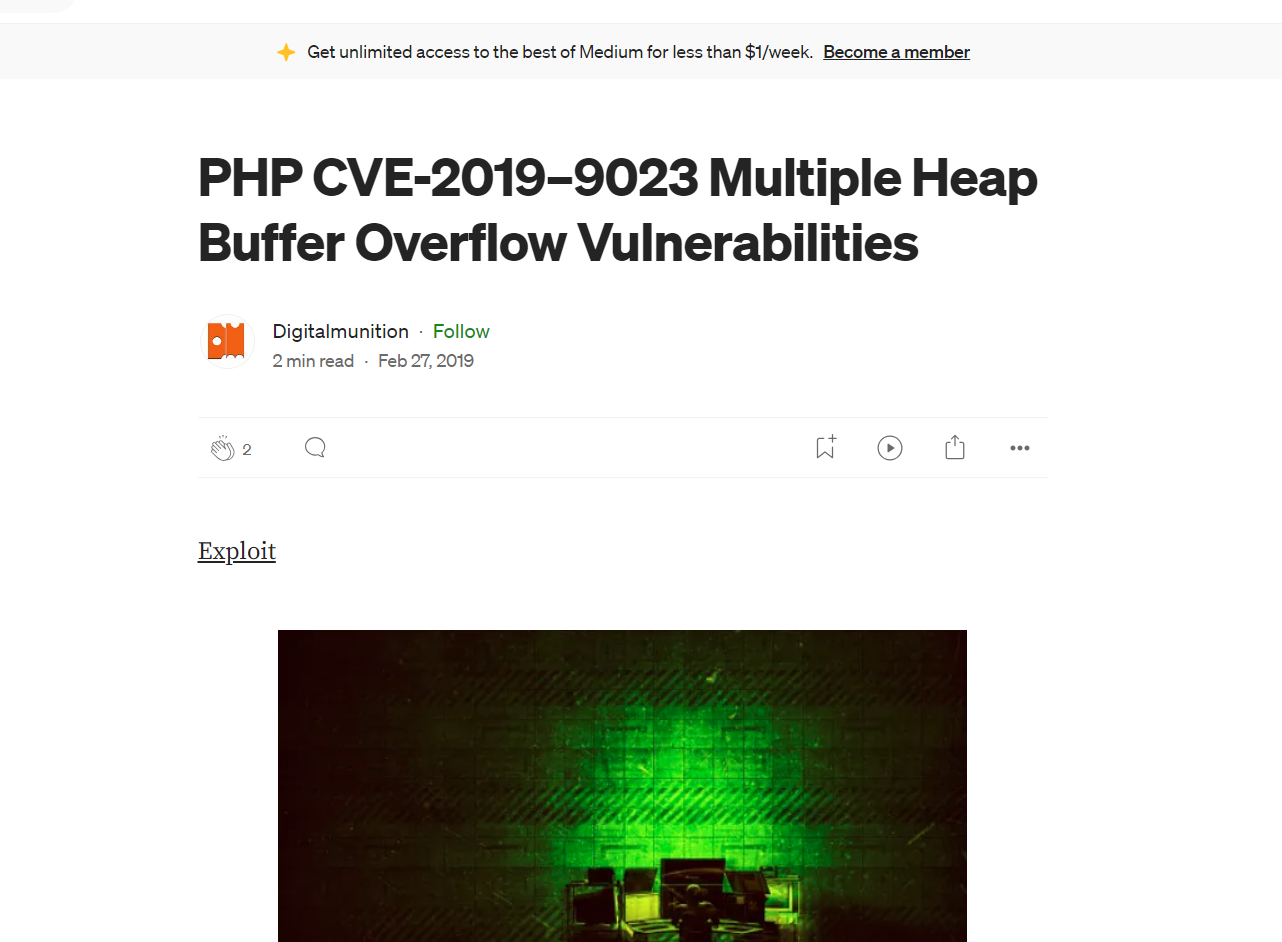 Get unlimited access to the best of Medium for less than $1/week. Become a member
PHP CVE-2019–9023 Multiple Heap
Buffer Overflow Vulnerabilities
Digitalmunition · Follow
2 min read · Feb 27, 2019
2
Exploit